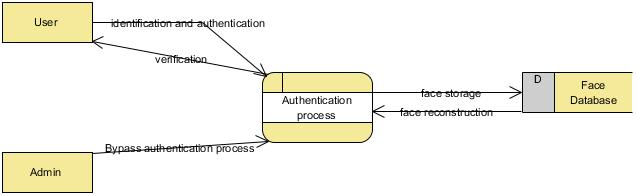 User
identification and authentication
verification
D
Face
Database
face storage
Authentication
process
face reconstruction
Bypass authentication process
Admin